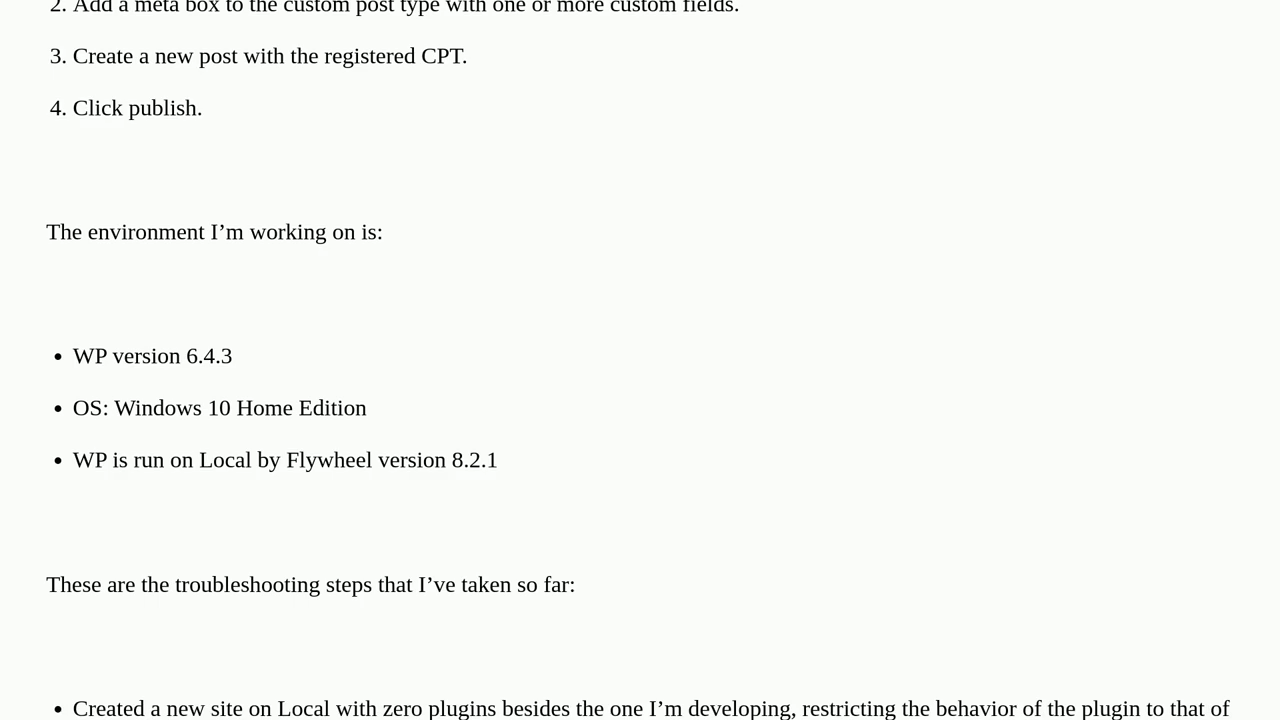 2. Add a meta box to the custom post type with one or more custom fields.
3. Create a new post with the registered CPT.
4. Click publish.
The environment I’m working on is:
• WP version 6.4.3
• OS: Windows 10 Home Edition
• WP is run on Local by Flywheel version 8.2.1
These are the troubleshooting steps that I’ve taken so far:
• Created a new site on Local with zero plugins besides the one I’m developing, restricting the behavior of the plugin to that of